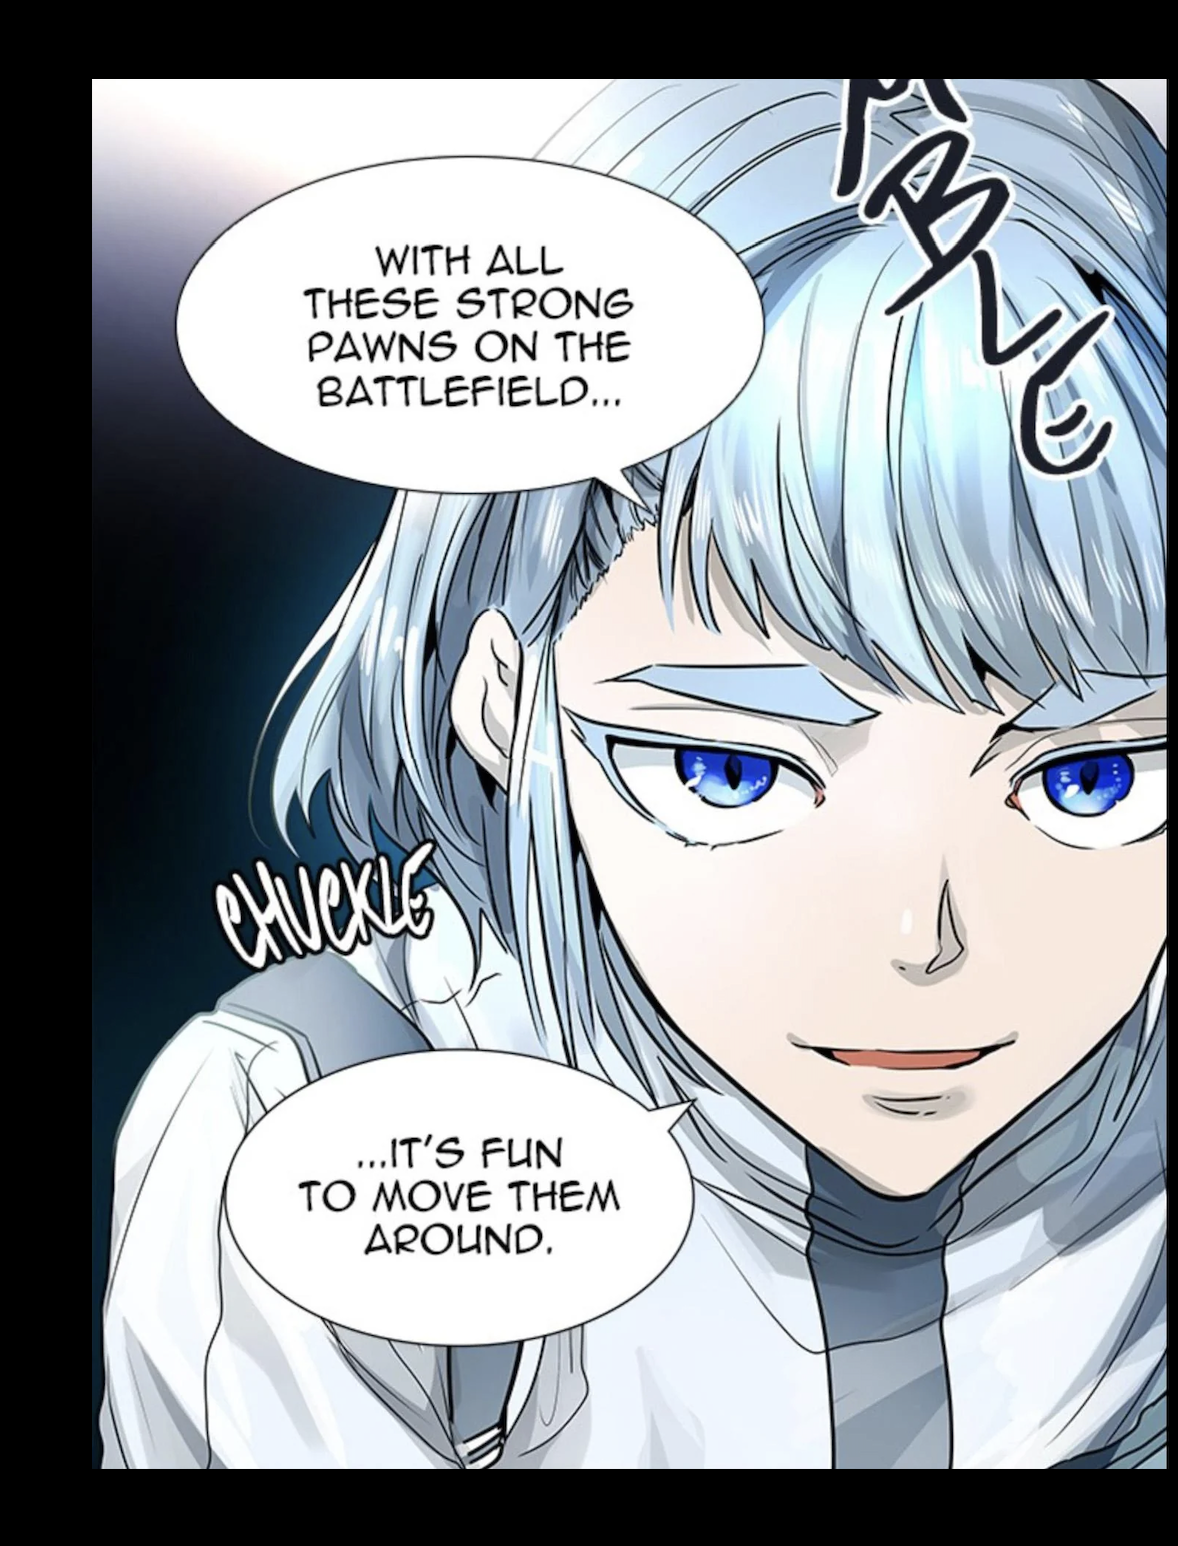 WITH ALL
THESE STRONG
PAWNS ON THE
BATTLEFIELD...
CHUCKLE
...IT'S FUN
TO MOVE THEM
AROUND.